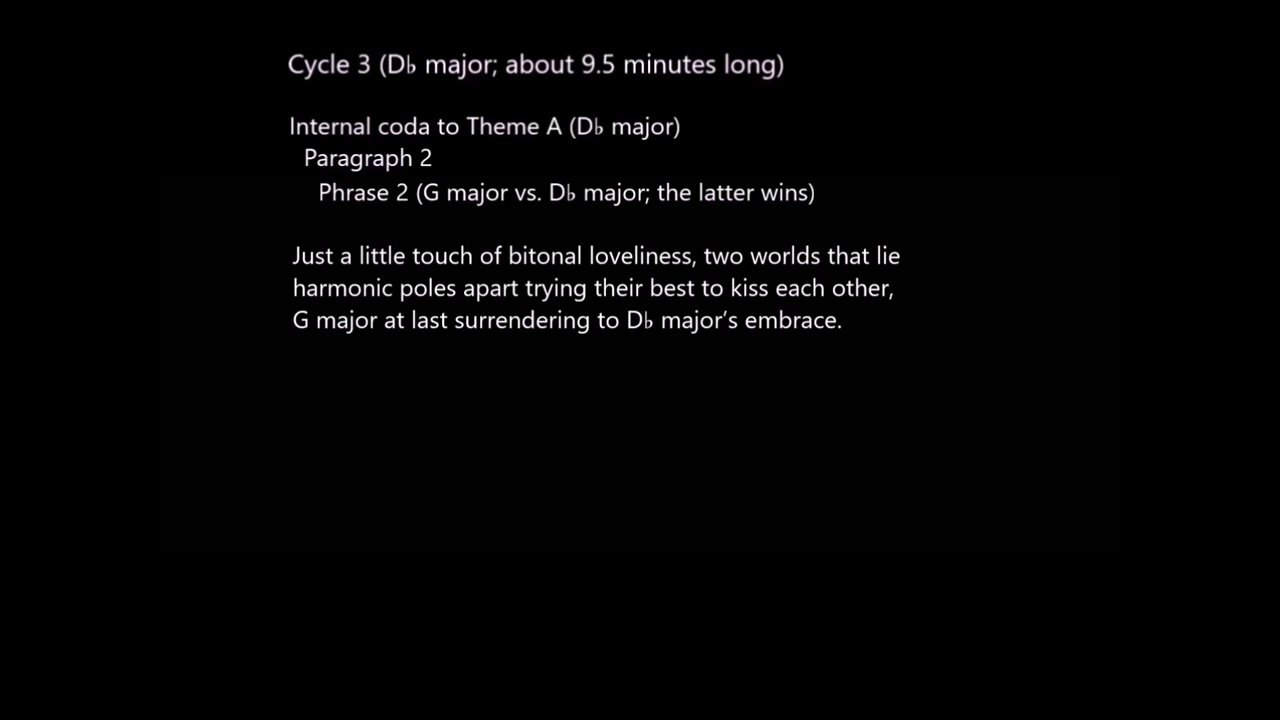 Cycle 3 (D♭ major; about 9.5 minutes long)
Internal coda to Theme A (D♭ major)
Paragraph 2
Phrase 2 (G major vs. D♭ major; the latter wins)
Just a little touch of bitonal loveliness, two worlds that lie
harmonic poles apart trying their best to kiss each other,
G major at last surrendering to D♭ major’s embrace.